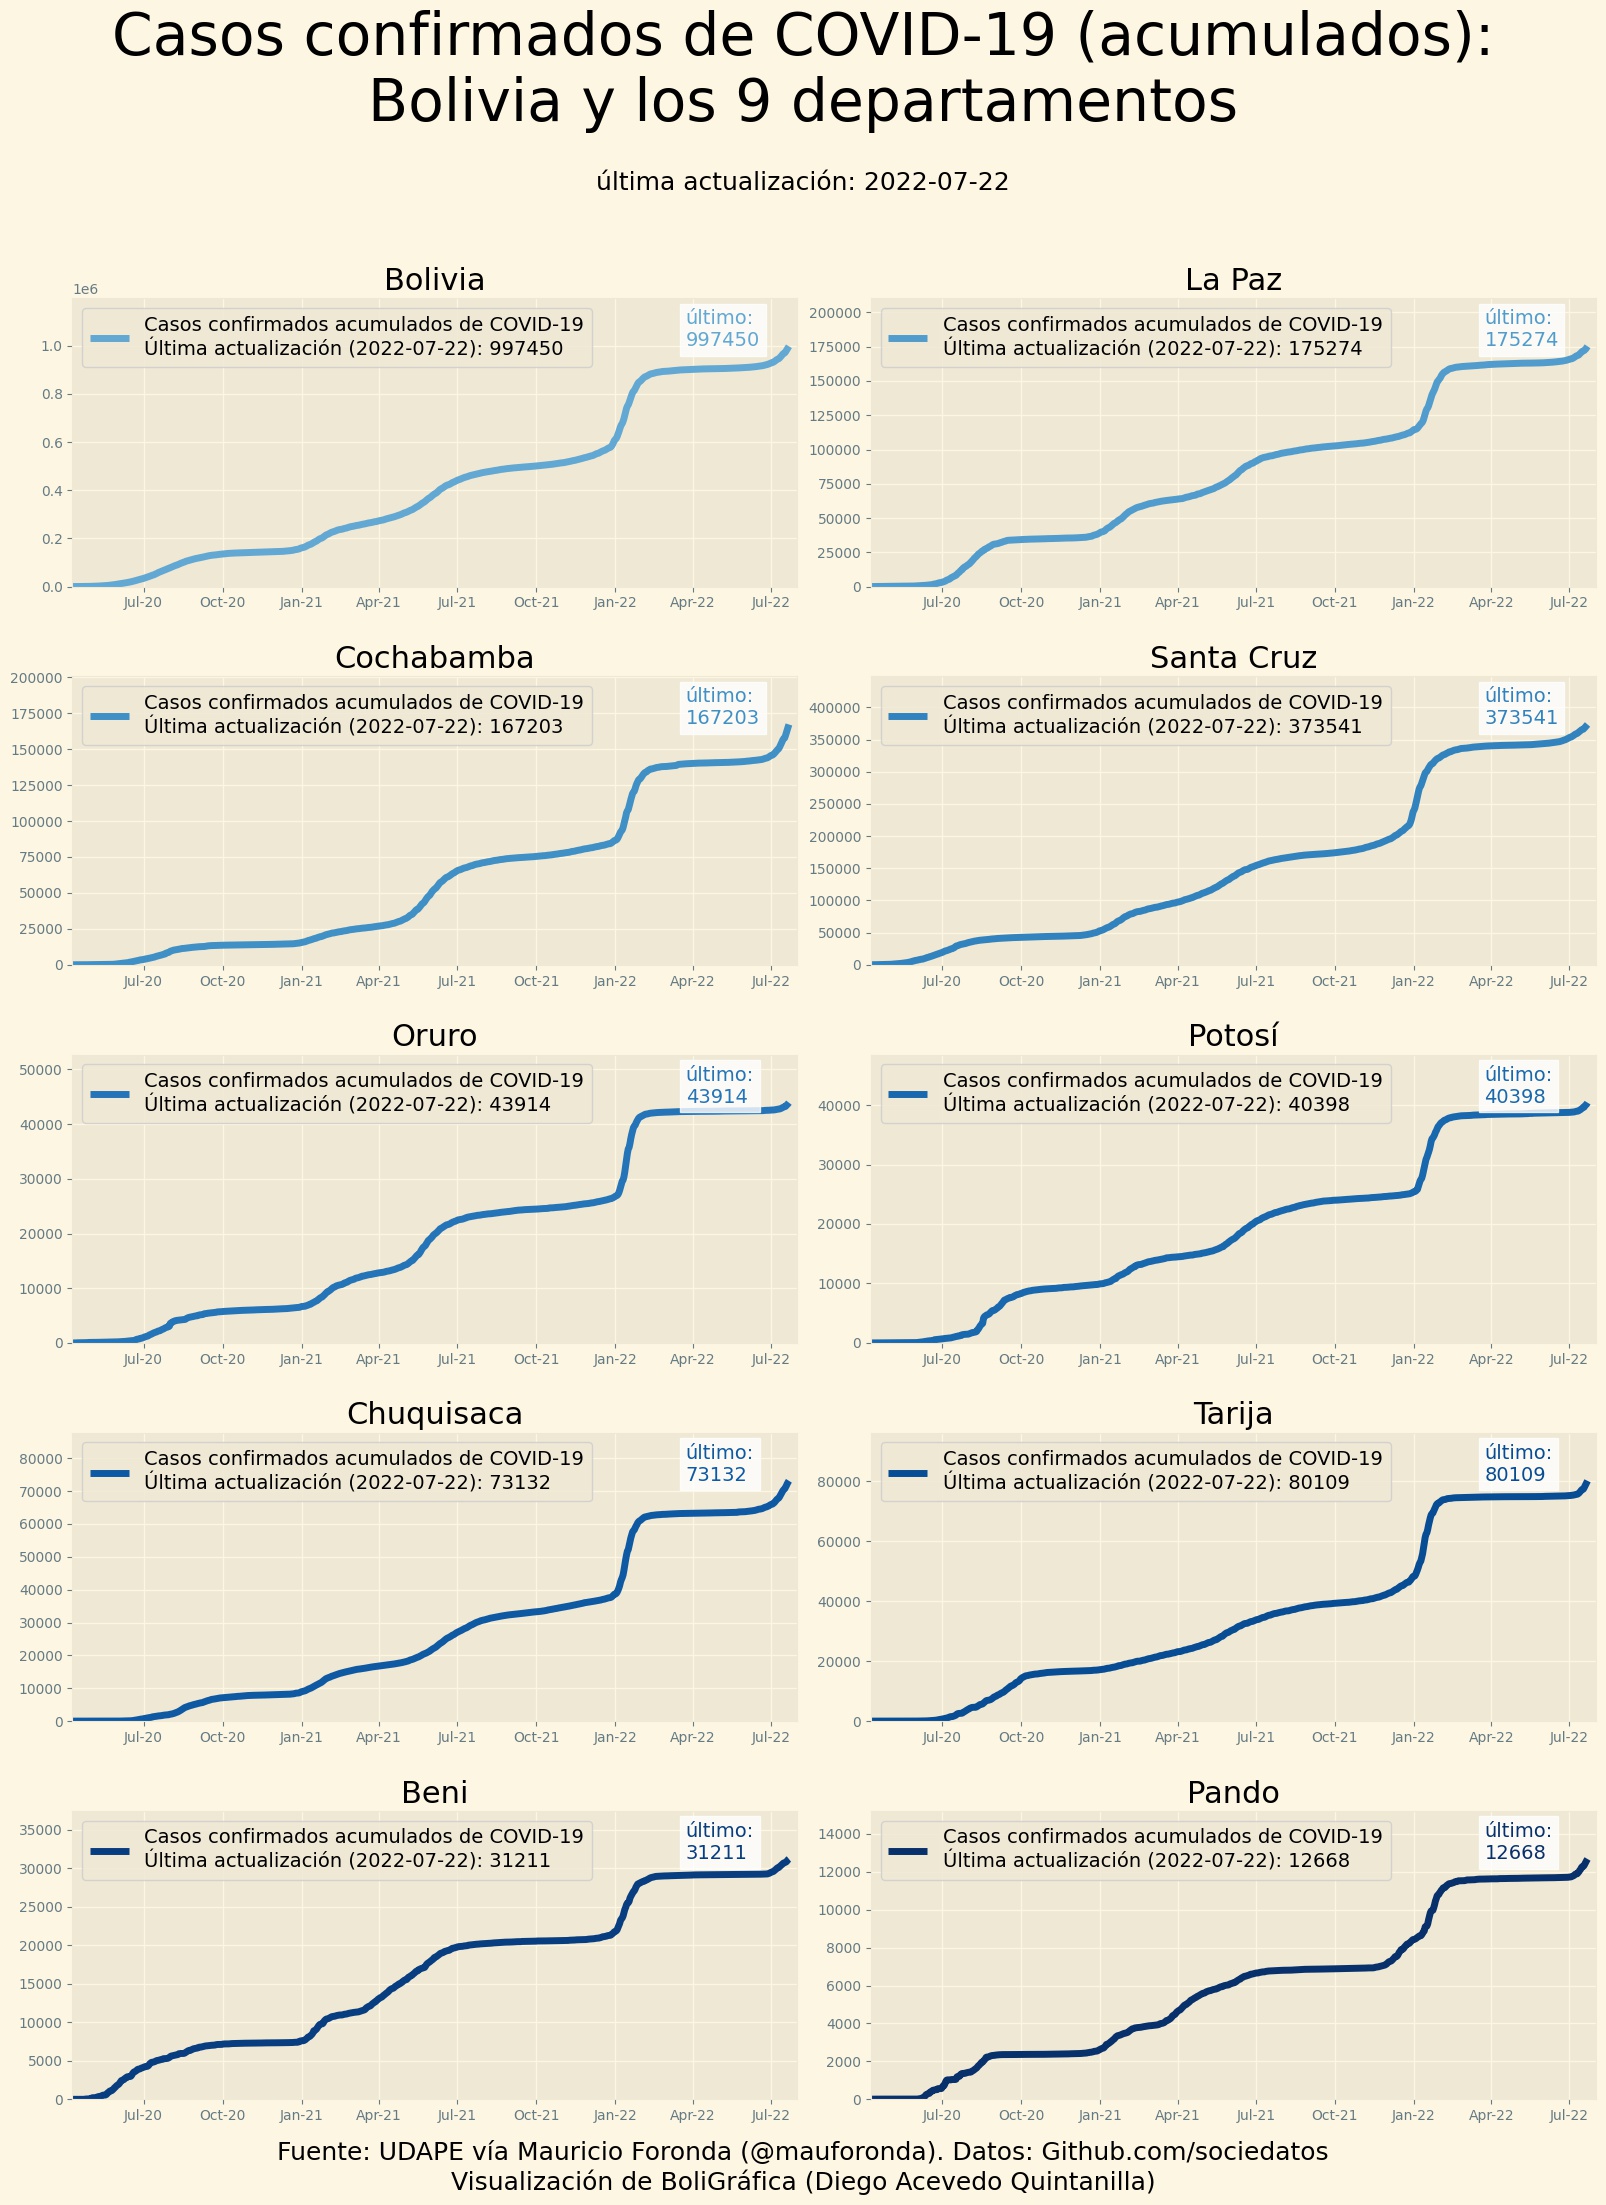 Casos confirmados de COVID-19 (acumulados):
Bolivia y los 9 departamentos
última actualización: 2022-07-22
Bolivia
1e6
Casos confirmados acumulados de COVID-19
Última actualización (2022-07-22): 997450
último:
997450
1.0
0.8
0.6
0.4
0.2
0.0
Jul-20 Oct-20 Jan-21 Apr-21 Jul-21 Oct-21 Jan-22 Apr-22 Jul-22
La Paz
Casos confirmados acumulados de COVID-19
Última actualización (2022-07-22): 175274
último:
175274
200000
175000
150000
125000
100000
75000
50000
25000
0
Jul-20 Oct-20 Jan-21 Apr-21 Jul-21 Oct-21 Jan-22 Apr-22 Jul-22
Cochabamba
Casos confirmados acumulados de COVID-19
Última actualización (2022-07-22): 167203
último:
167203
200000
175000
150000
125000
100000
75000
50000
25000
0
Jul-20 Oct-20 Jan-21 Apr-21 Jul-21 Oct-21 Jan-22 Apr-22 Jul-22
Santa Cruz
Casos confirmados acumulados de COVID-19
Última actualización (2022-07-22): 373541
último:
373541
400000
350000
300000
250000
200000
150000
100000
50000
0
Jul-20 Oct-20 Jan-21 Apr-21 Jul-21 Oct-21 Jan-22 Apr-22 Jul-22
Oruro
Casos confirmados acumulados de COVID-19
Última actualización (2022-07-22): 43914
último:
43914
50000
40000
30000
20000
10000
0
Jul-20 Oct-20 Jan-21 Apr-21 Jul-21 Oct-21 Jan-22 Apr-22 Jul-22
Potosí
Casos confirmados acumulados de COVID-19
Última actualización (2022-07-22): 40398
último:
40398
40000
30000
20000
10000
0
Jul-20 Oct-20 Jan-21 Apr-21 Jul-21 Oct-21 Jan-22 Apr-22 Jul-22
Chuquisaca
Casos confirmados acumulados de COVID-19
Última actualización (2022-07-22): 73132
último:
73132
80000
70000
60000
50000
40000
30000
20000
10000
0
Jul-20 Oct-20 Jan-21 Apr-21 Jul-21 Oct-21 Jan-22 Apr-22 Jul-22
Tarija
Casos confirmados acumulados de COVID-19
Última actualización (2022-07-22): 80109
último:
80109
80000
60000
40000
20000
0
Jul-20 Oct-20 Jan-21 Apr-21 Jul-21 Oct-21 Jan-22 Apr-22 Jul-22
Beni
Casos confirmados acumulados de COVID-19
Última actualización (2022-07-22): 31211
último:
31211
35000
30000
25000
20000
15000
10000
5000
0
Jul-20 Oct-20 Jan-21 Apr-21 Jul-21 Oct-21 Jan-22 Apr-22 Jul-22
Pando
Casos confirmados acumulados de COVID-19
Última actualización (2022-07-22): 12668
último:
12668
14000
12000
10000
8000
6000
4000
2000
0
Jul-20 Oct-20 Jan-21 Apr-21 Jul-21 Oct-21 Jan-22 Apr-22 Jul-22
Fuente: UDAPE vía Mauricio Foronda (@mauforonda). Datos: Github.com/sociedatos
Visualización de BoliGráfica (Diego Acevedo Quintanilla)